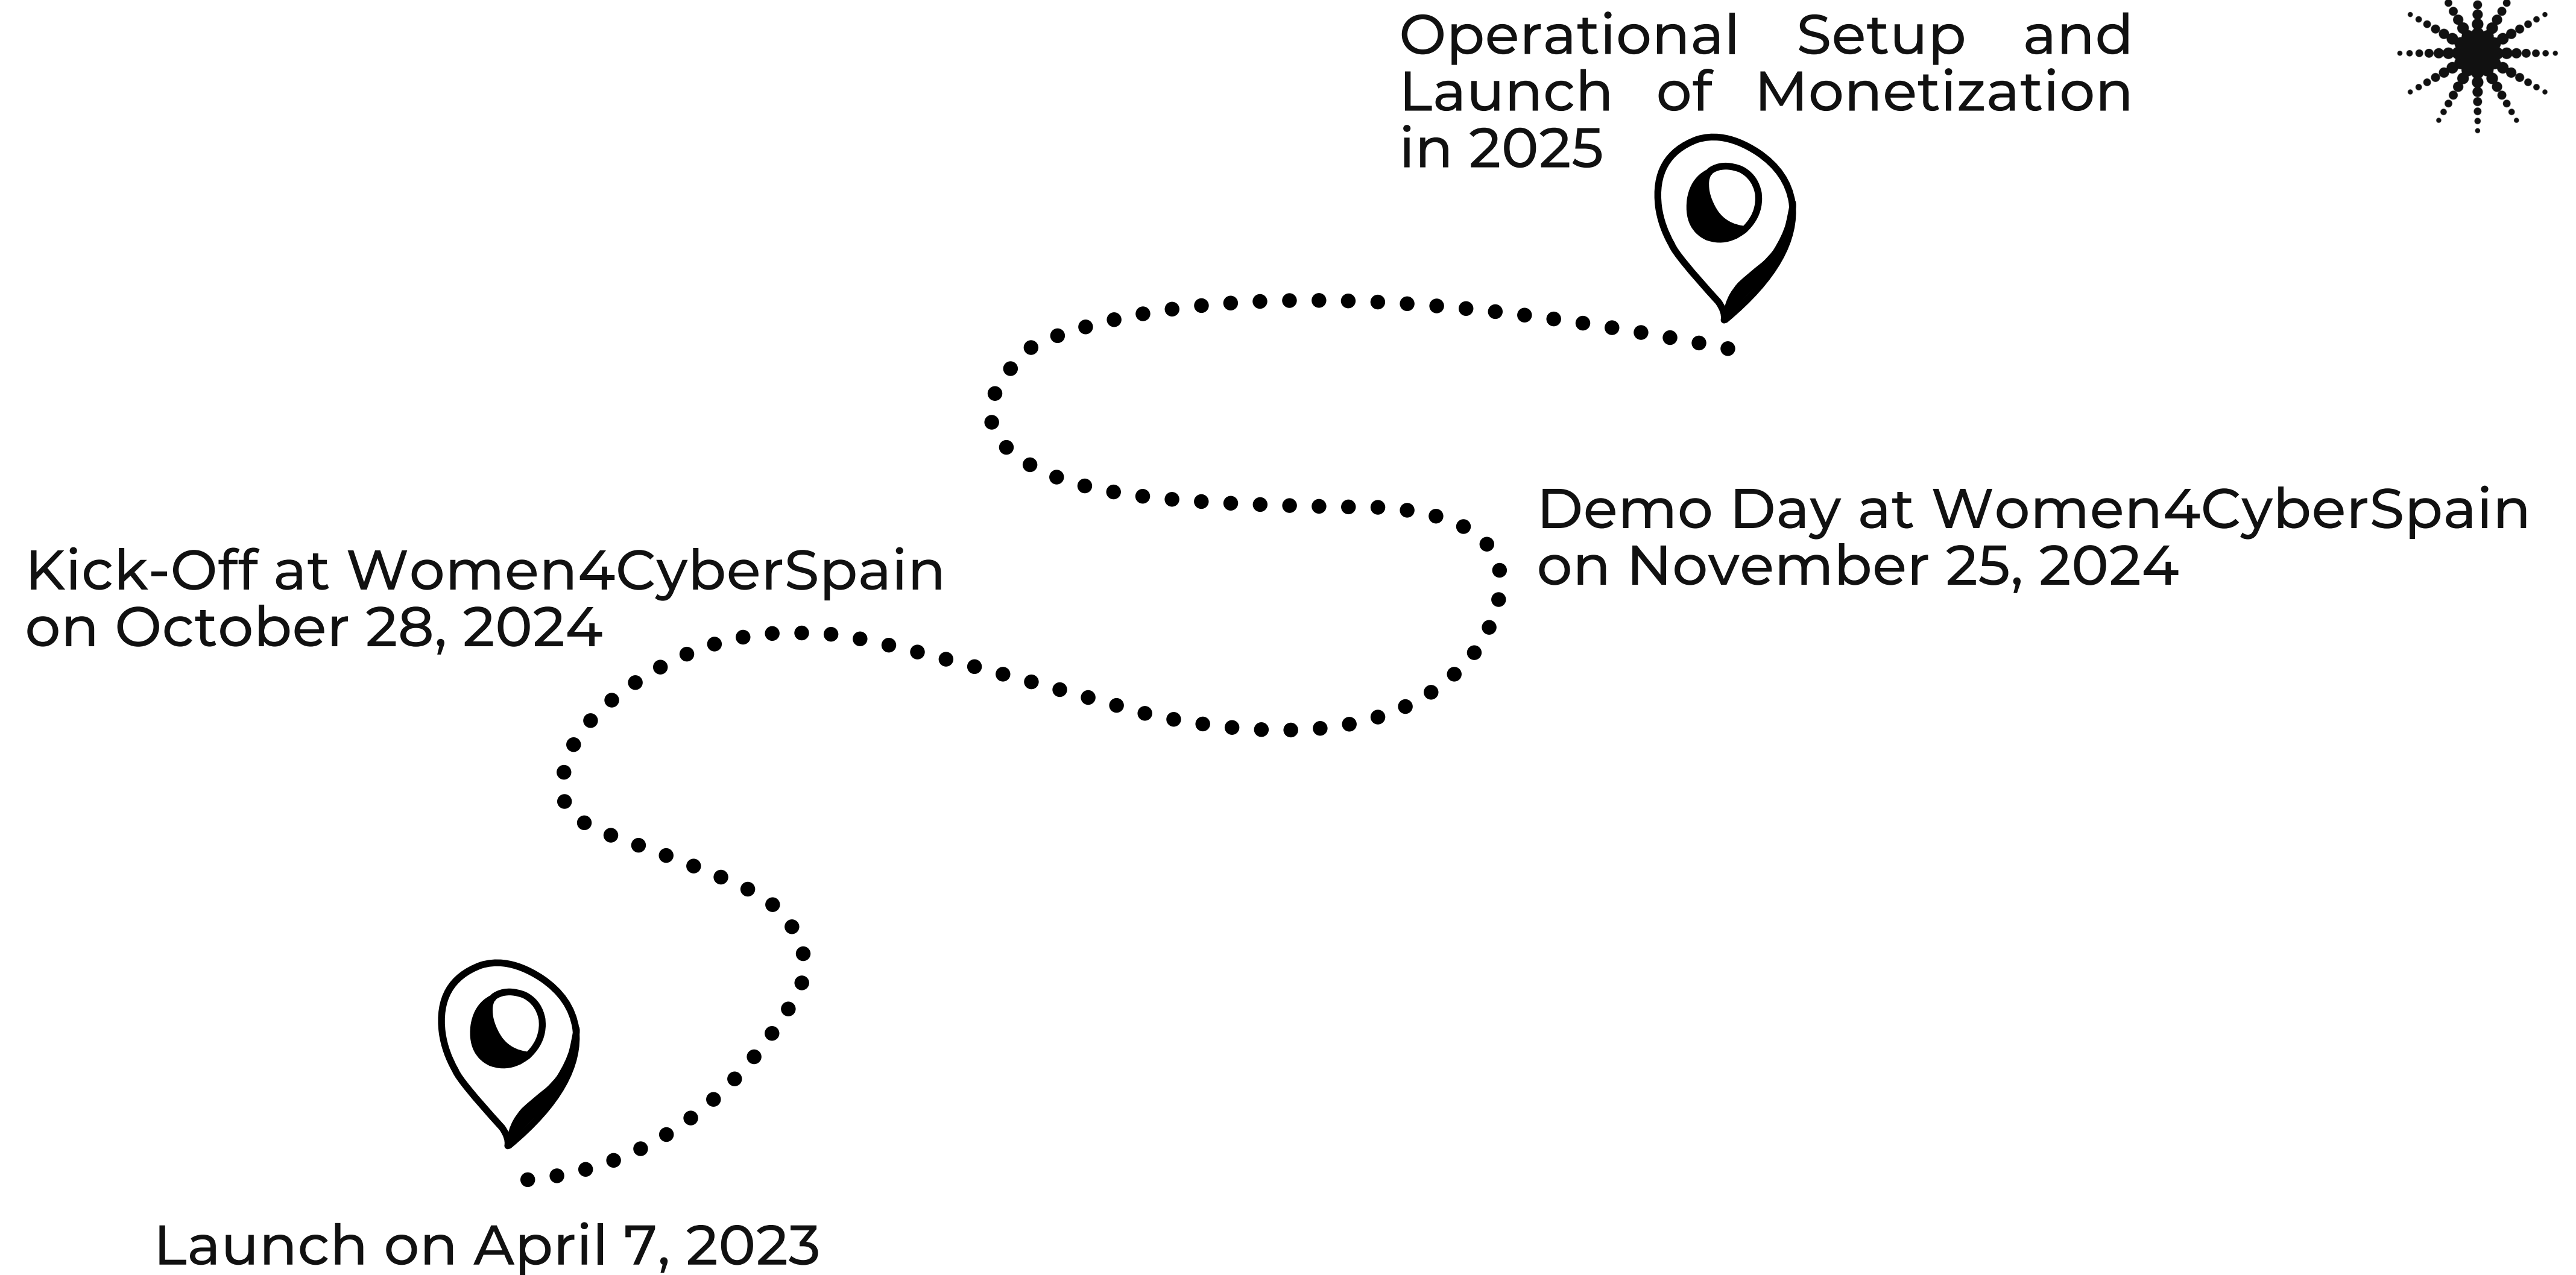 Operational Setup and
Launch of Monetization
in 2025
Demo Day at Women4CyberSpain
on November 25, 2024
Kick-Off at Women4CyberSpain
on October 28, 2024
Launch on April 7, 2023